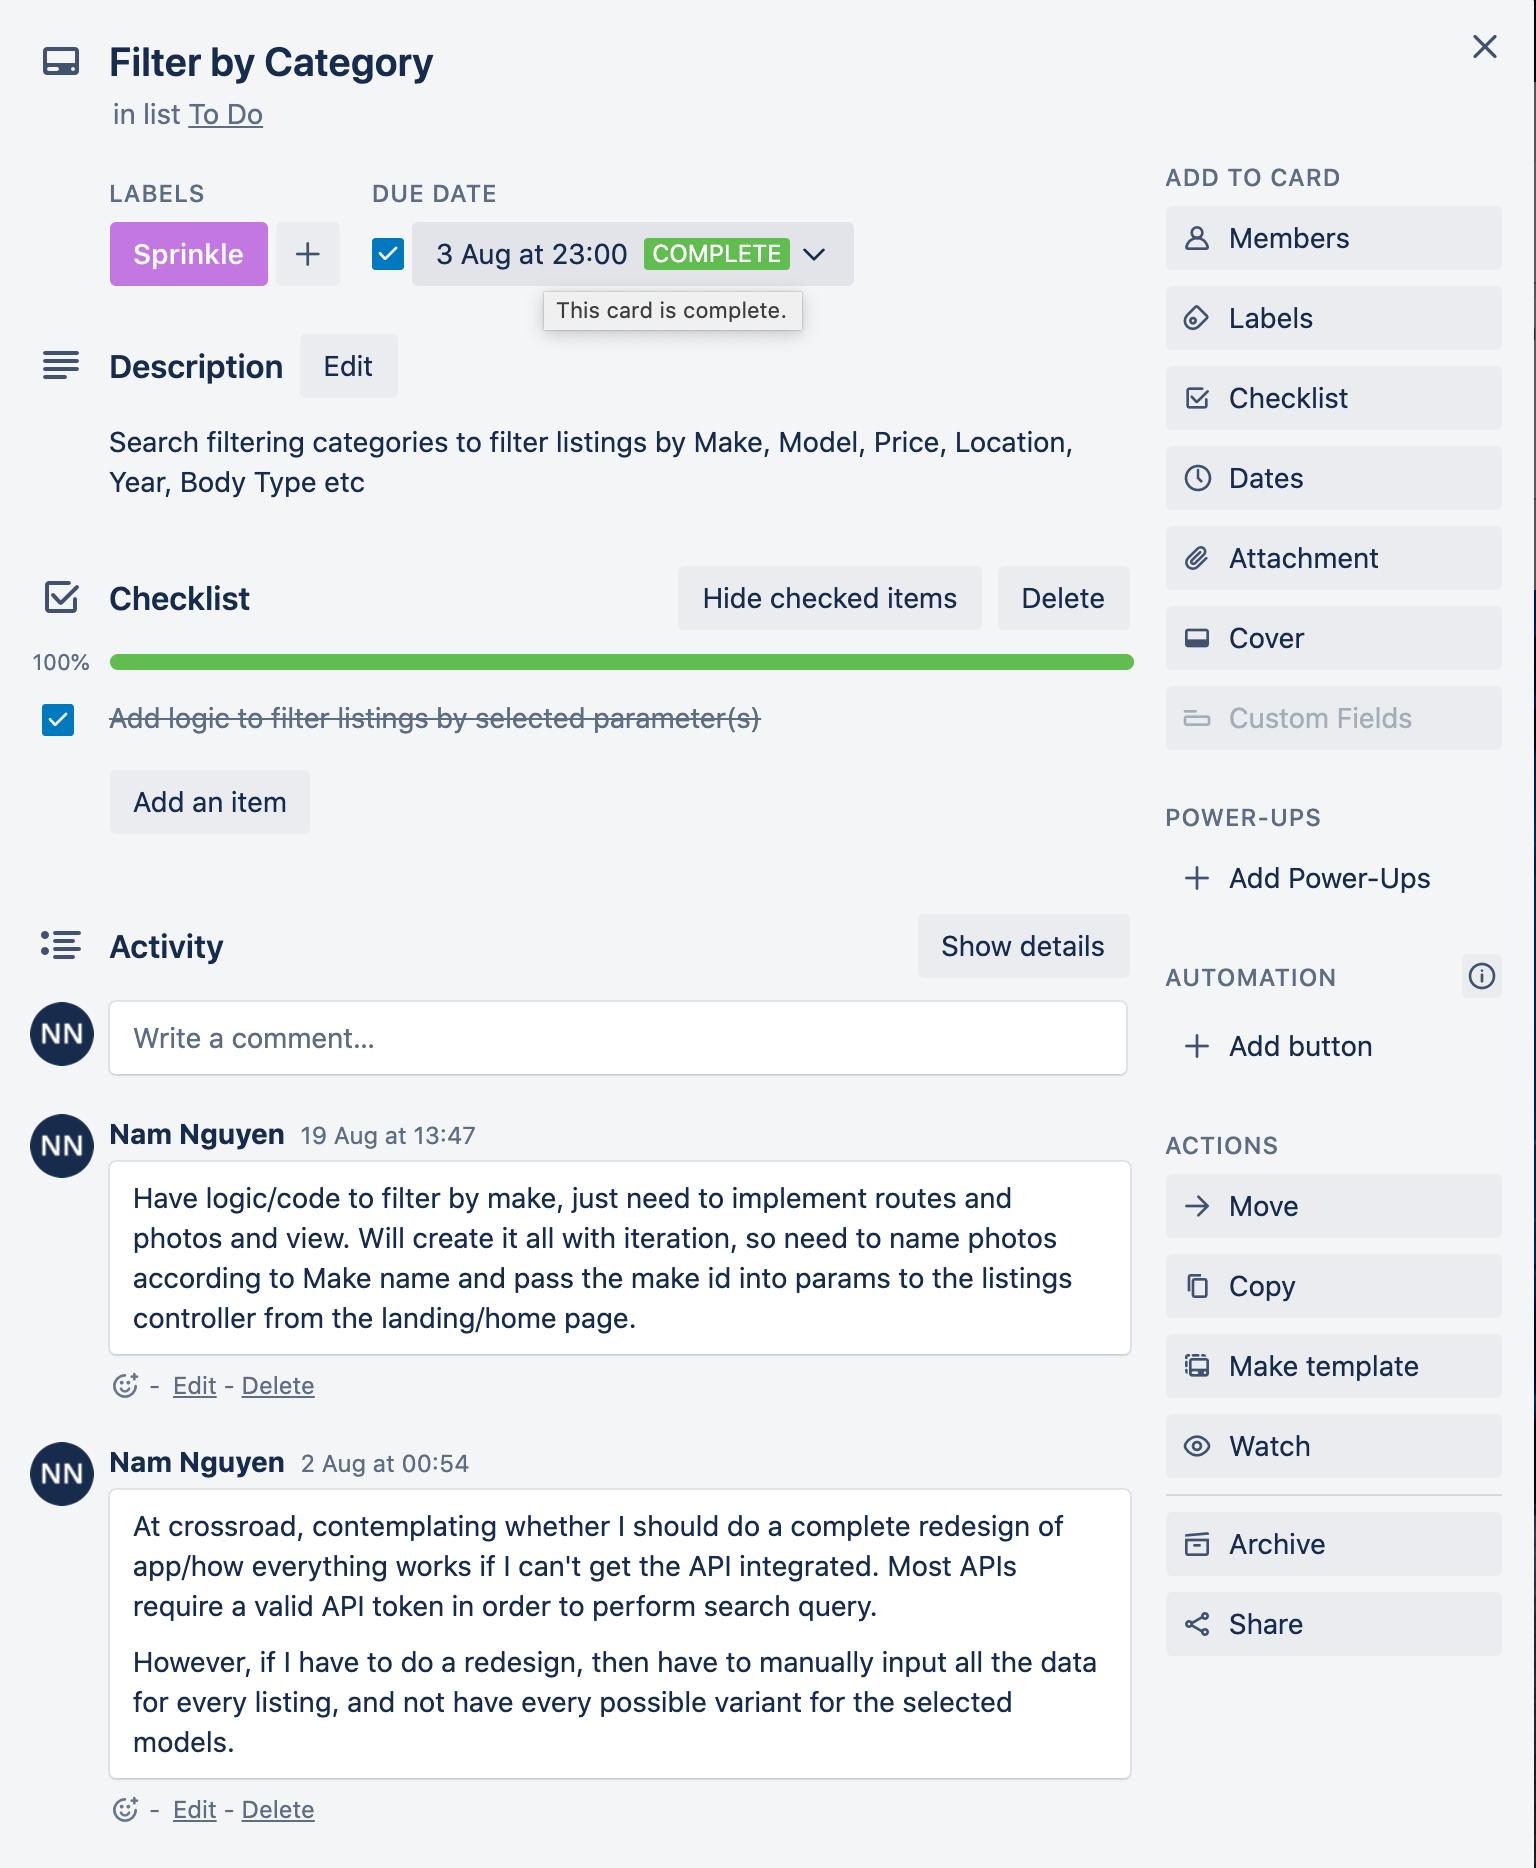 Filter by Category
in list To Do
LABELS
DUE DATE
Sprinkle
3 Aug at 23:00 COMPLETE
This card is complete.
Description Edit
Search filtering categories to filter listings by Make, Model, Price, Location,
Year, Body Type etc
Checklist Hide checked items Delete
100%
Add logic to filter listings by selected parameter(s)
Add an item
Activity Show details
NN Write a comment...
NN Nam Nguyen 19 Aug at 13:47
Have logic/code to filter by make, just need to implement routes and
photos and view. Will create it all with iteration, so need to name photos
according to Make name and pass the make id into params to the listings
controller from the landing/home page.
- Edit - Delete
NN Nam Nguyen 2 Aug at 00:54
At crossroad, contemplating whether I should do a complete redesign of
app/how everything works if I can't get the API integrated. Most APIs
require a valid API token in order to perform search query.
However, if I have to do a redesign, then have to manually input all the data
for every listing, and not have every possible variant for the selected
models.
- Edit - Delete
ADD TO CARD
Members
Labels
Checklist
Dates
Attachment
Cover
Custom Fields
POWER-UPS
+ Add Power-Ups
AUTOMATION
+ Add button
ACTIONS
Move
Copy
Make template
Watch
Archive
Share